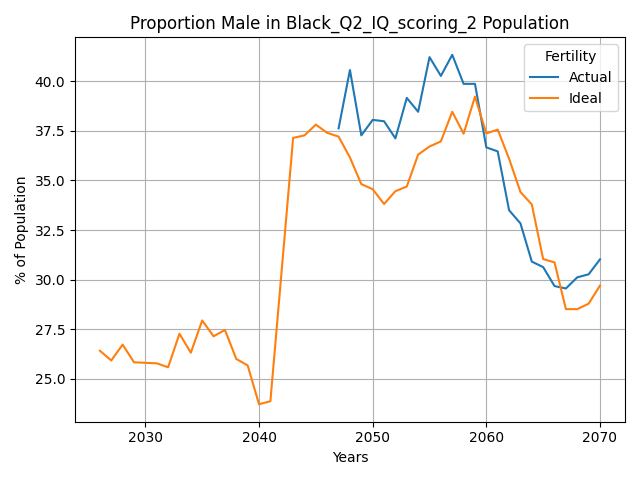 Proportion Male in Black_Q2_IQ_scoring_2 Population
Fertility
Actual
Ideal
% of Population
40.0
37.5
35.0
32.5
30.0
27.5
25.0
2030
2040
2050
2060
2070
Years